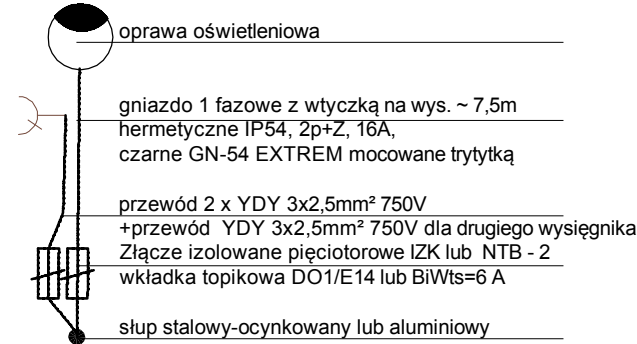 oprawa oświetleniowa
gniazdo 1 fazowe z wtyczką na wys. ~ 7,5m
hermetyczne IP54, 2p+Z, 16A,
czarne GN-54 EXTREM mocowane trytytką
przewód 2 x YDY 3x2,5mm² 750V
+przewód YDY 3x2,5mm² 750V dla drugiego wysięgnika
Złącze izolowane pięciotorowe IZK lub NTB - 2
wkładka topikowa DO1/E14 lub BiWts=6 A
słup stalowy-ocynkowany lub aluminiowy